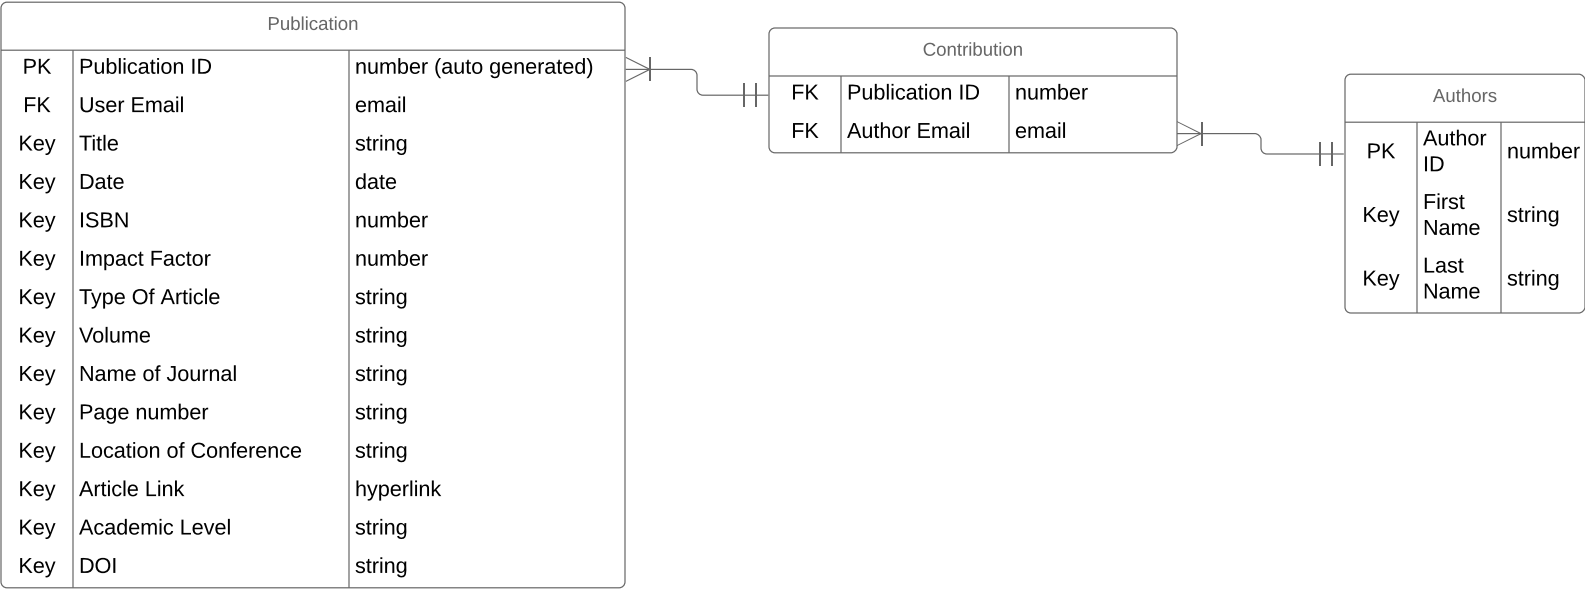 Publication
PK Publication ID number (auto generated)
FK User Email email
Key Title string
Key Date date
Key ISBN number
Key Impact Factor number
Key Type Of Article string
Key Volume string
Key Name of Journal string
Key Page number string
Key Location of Conference string
Key Article Link hyperlink
Key Academic Level string
Key DOI string
Contribution
FK Publication ID number
FK Author Email email
Authors
PK Author ID number
Key First Name string
Key Last Name string